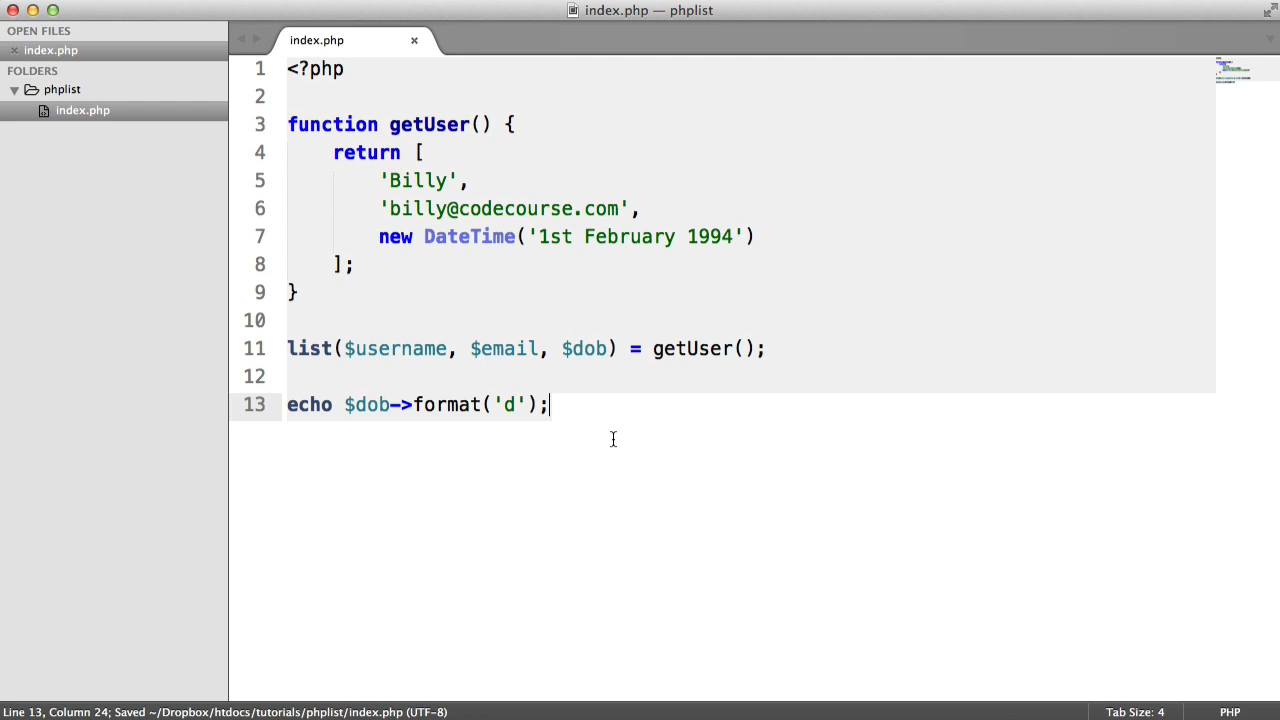 index.php — phplist
OPEN FILES
× index.php
FOLDERS
phplist
index.php
index.php ×
1 <?php
2
3 function getUser() {
4     return [
5         'Billy',
6         'billy@codecourse.com',
7         new DateTime('1st February 1994')
8     ];
9 }
10
11 list($username, $email, $dob) = getUser();
12
13 echo $dob->format('d');
Line 13, Column 24; Saved ~/Dropbox/htdocs/tutorials/phplist/index.php (UTF-8) Tab Size: 4 PHP